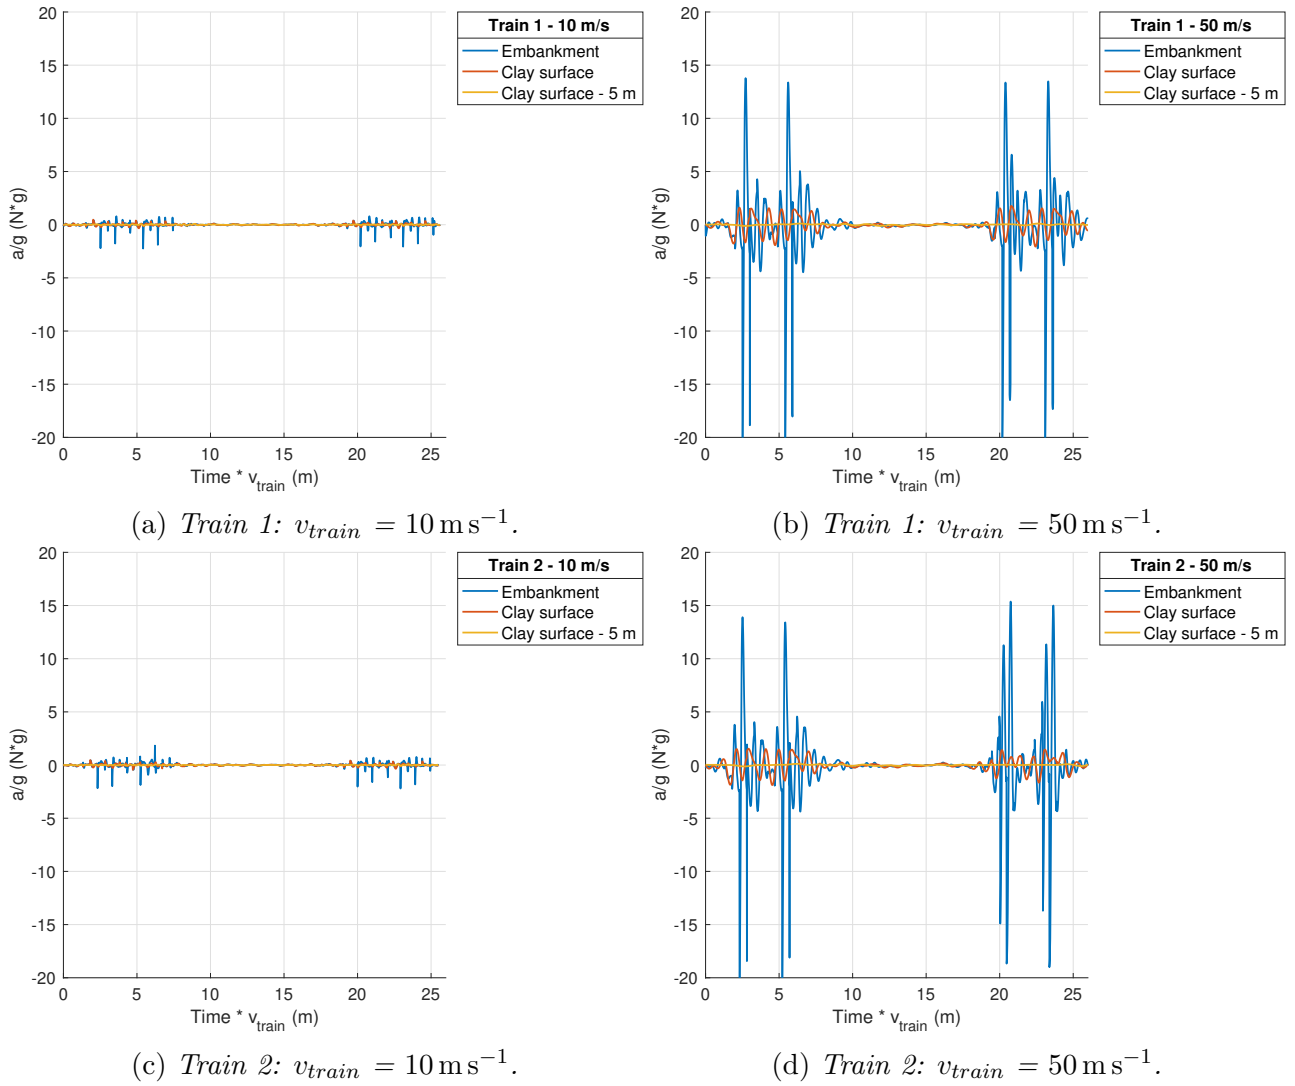 Train 1 - 10 m/s
Embankment
Clay surface
Clay surface - 5 m
20
15
10
5
0
-5
-10
-15
-20
a/g (N*g)
0 5 10 15 20 25
Time * v_train (m)
(a) Train 1: v_train = 10 m s⁻¹.
Train 1 - 50 m/s
Embankment
Clay surface
Clay surface - 5 m
20
15
10
5
0
-5
-10
-15
-20
a/g (N*g)
0 5 10 15 20 25
Time * v_train (m)
(b) Train 1: v_train = 50 m s⁻¹.
Train 2 - 10 m/s
Embankment
Clay surface
Clay surface - 5 m
20
15
10
5
0
-5
-10
-15
-20
a/g (N*g)
0 5 10 15 20 25
Time * v_train (m)
(c) Train 2: v_train = 10 m s⁻¹.
Train 2 - 50 m/s
Embankment
Clay surface
Clay surface - 5 m
20
15
10
5
0
-5
-10
-15
-20
a/g (N*g)
0 5 10 15 20 25
Time * v_train (m)
(d) Train 2: v_train = 50 m s⁻¹.